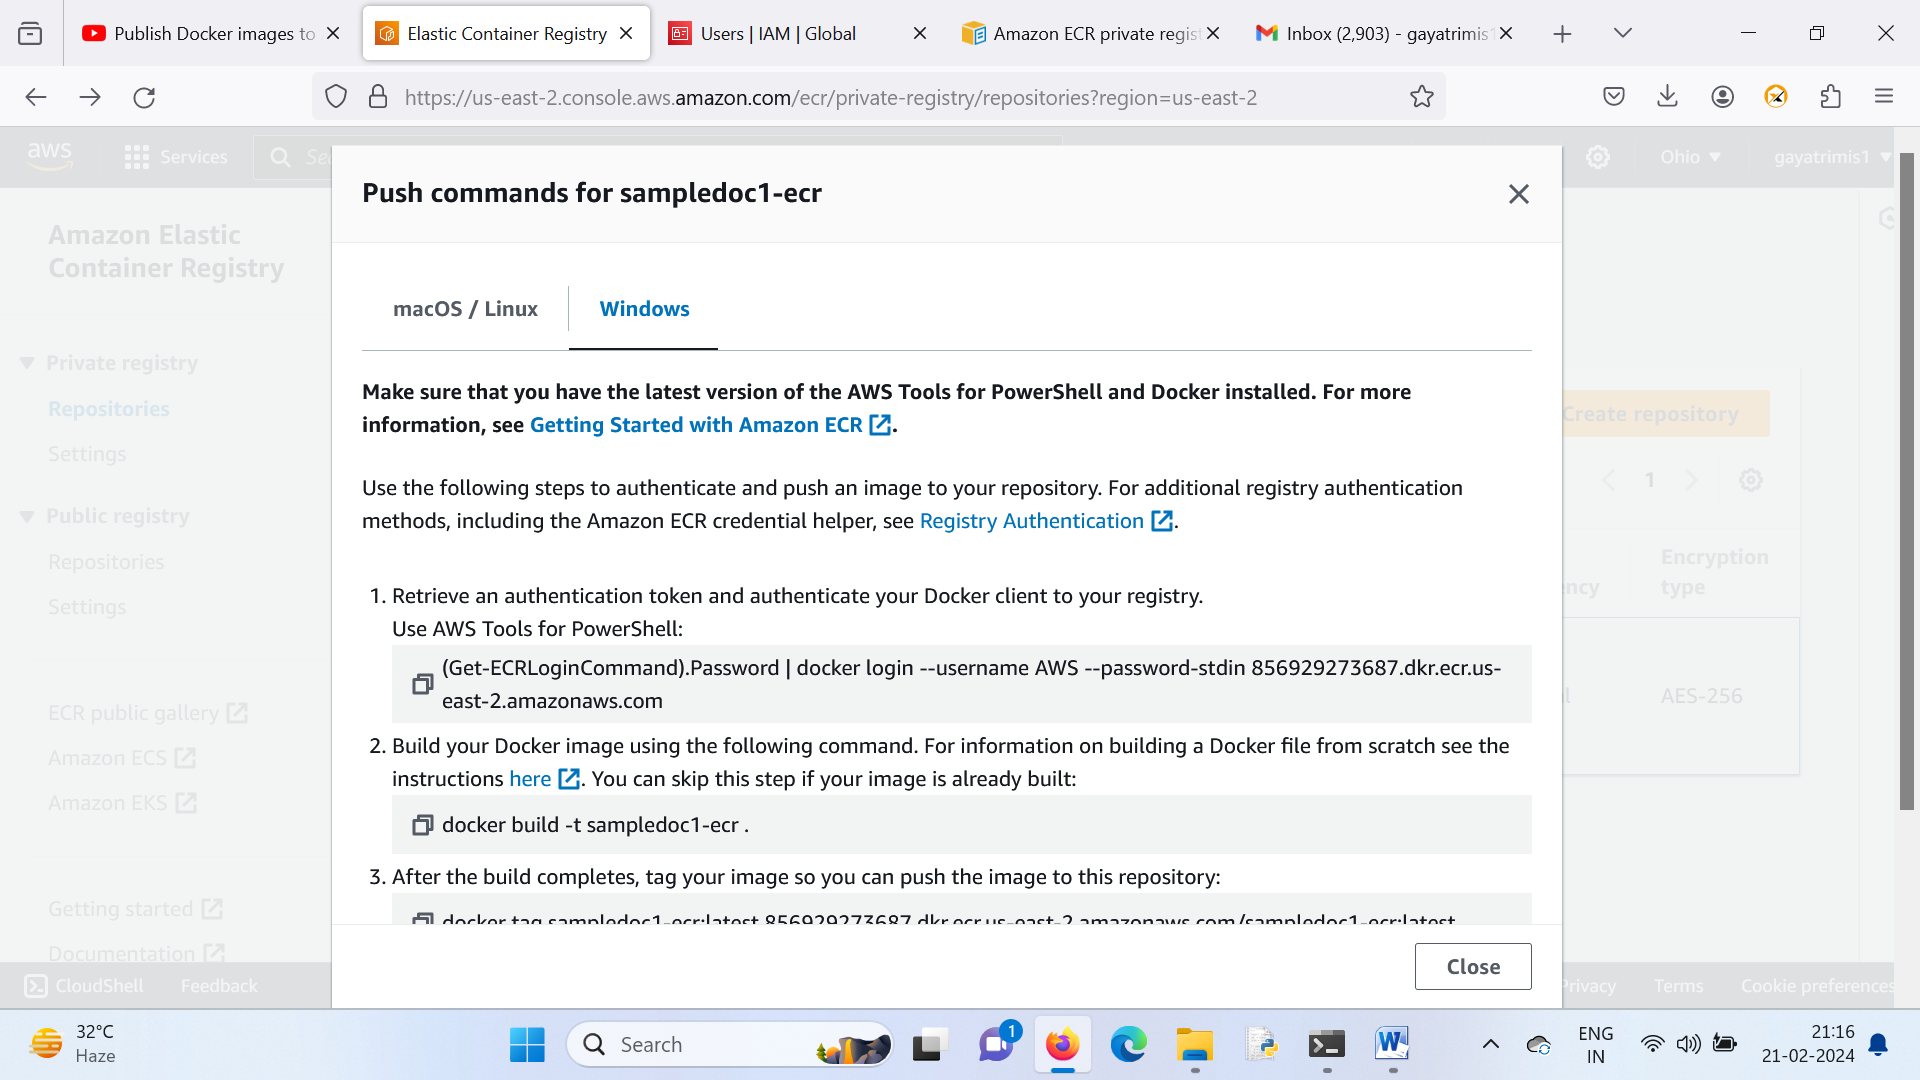 Publish Docker images to
Elastic Container Registry
Users | IAM | Global
Amazon ECR private regist
Inbox (2,903) - gayatrimis1
https://us-east-2.console.aws.amazon.com/ecr/private-registry/repositories?region=us-east-2
aws
Services
Ohio
gayatrimis1
Push commands for sampledoc1-ecr
Amazon Elastic
Container Registry
macOS / Linux
Windows
Private registry
Repositories
Settings
Public registry
Repositories
Settings
ECR public gallery
Amazon ECS
Amazon EKS
Getting started
Documentation
Make sure that you have the latest version of the AWS Tools for PowerShell and Docker installed. For more
information, see Getting Started with Amazon ECR.
Use the following steps to authenticate and push an image to your repository. For additional registry authentication
methods, including the Amazon ECR credential helper, see Registry Authentication.
1. Retrieve an authentication token and authenticate your Docker client to your registry.
Use AWS Tools for PowerShell:
(Get-ECRLoginCommand).Password | docker login --username AWS --password-stdin 856929273687.dkr.ecr.us-
east-2.amazonaws.com
2. Build your Docker image using the following command. For information on building a Docker file from scratch see the
instructions here. You can skip this step if your image is already built:
docker build -t sampledoc1-ecr .
3. After the build completes, tag your image so you can push the image to this repository:
docker tag sampledoc1-ecr:latest 856929273687.dkr.ecr.us-east-2.amazonaws.com/sampledoc1-ecr:latest
Close
Create repository
1
Encryption
type
AES-256
CloudShell
Feedback
Privacy
Terms
Cookie preferences
32°C
Haze
Search
1
ENG
IN
21:16
21-02-2024